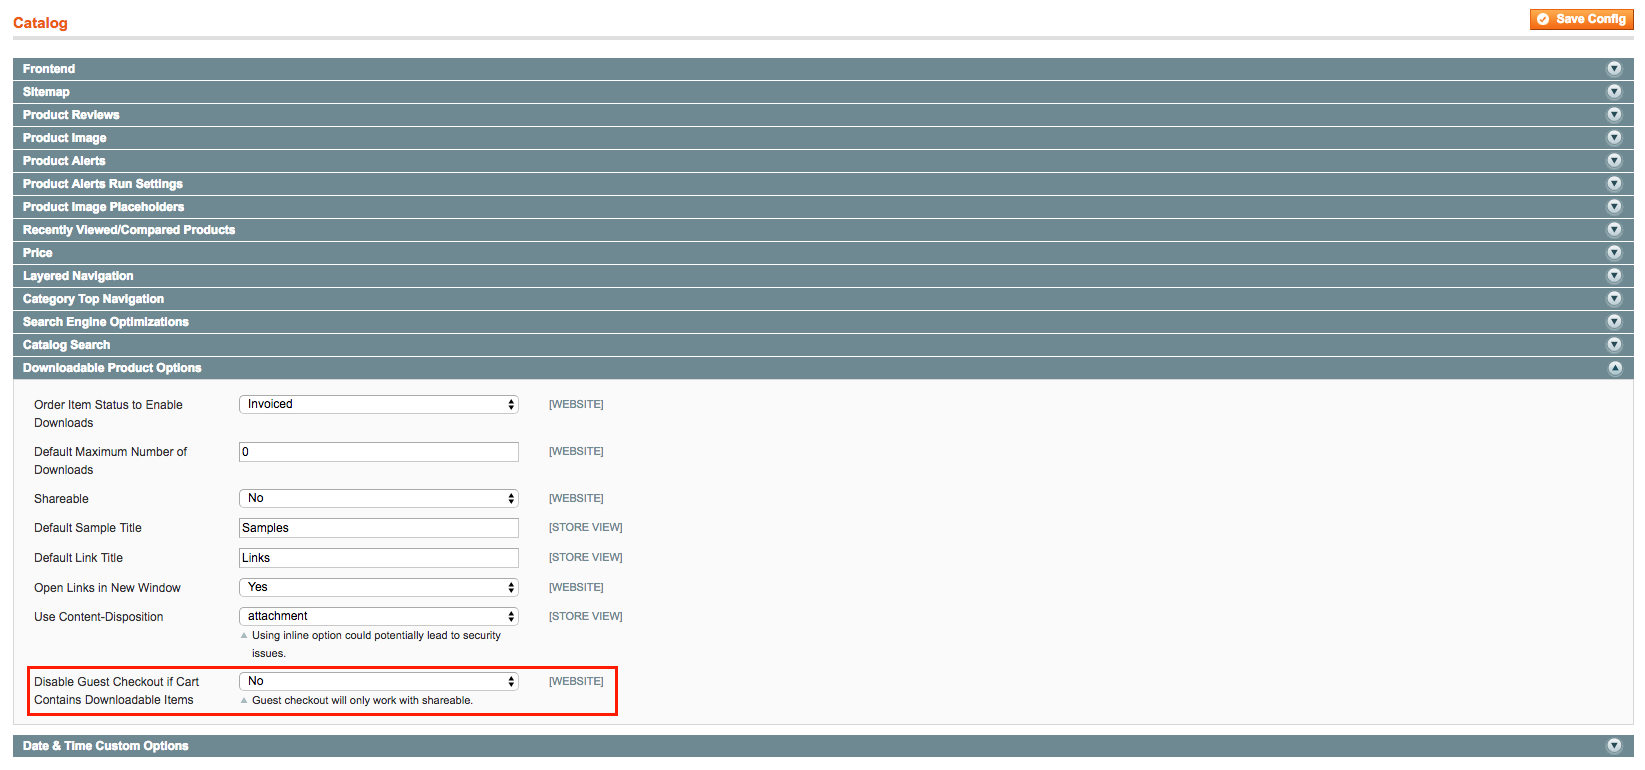 Catalog
Save Config
Frontend
Sitemap
Product Reviews
Product Image
Product Alerts
Product Alerts Run Settings
Product Image Placeholders
Recently Viewed/Compared Products
Price
Layered Navigation
Category Top Navigation
Search Engine Optimizations
Catalog Search
Downloadable Product Options
Order Item Status to Enable
Downloads
Invoiced
[WEBSITE]
Default Maximum Number of
Downloads
0
[WEBSITE]
Shareable
No
[WEBSITE]
Default Sample Title
Samples
[STORE VIEW]
Default Link Title
Links
[STORE VIEW]
Open Links in New Window
Yes
[WEBSITE]
Use Content-Disposition
attachment
[STORE VIEW]
Using inline option could potentially lead to security
issues.
Disable Guest Checkout if Cart
Contains Downloadable Items
No
[WEBSITE]
Guest checkout will only work with shareable.
Date & Time Custom Options